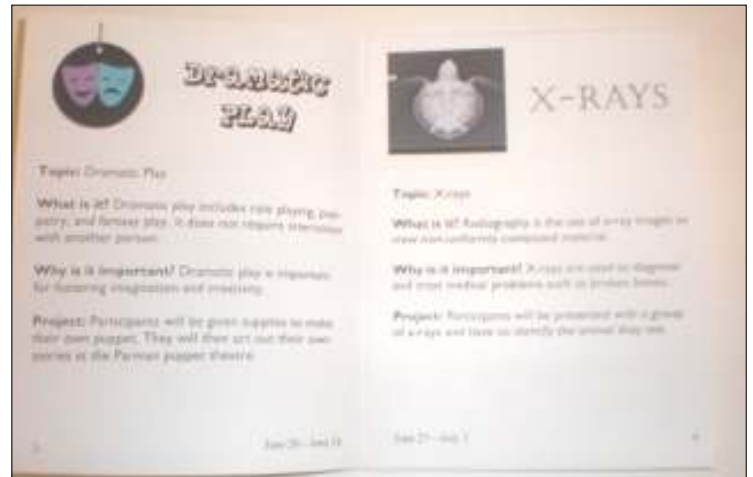 Dramatic
Play
Topic: Dramatic Play
What is it? Dramatic play includes role playing, pup-
petry, and fantasy play. It does not require interaction
with another person.
Why is it important? Dramatic play is important
for fostering imagination and creativity.
Project: Participants will be given supplies to make
their own puppet. They will then act out their own
stories at the Parman puppet theatre.
X-RAYS
Topic: X-rays
What is it? Radiography is the use of x-ray images to
view non-uniformly composed material.
Why is it important? X-rays are used to diagnose
and treat medical problems such as broken bones.
Project: Participants will be presented with a group
of x-rays and have to identify the animal they see.